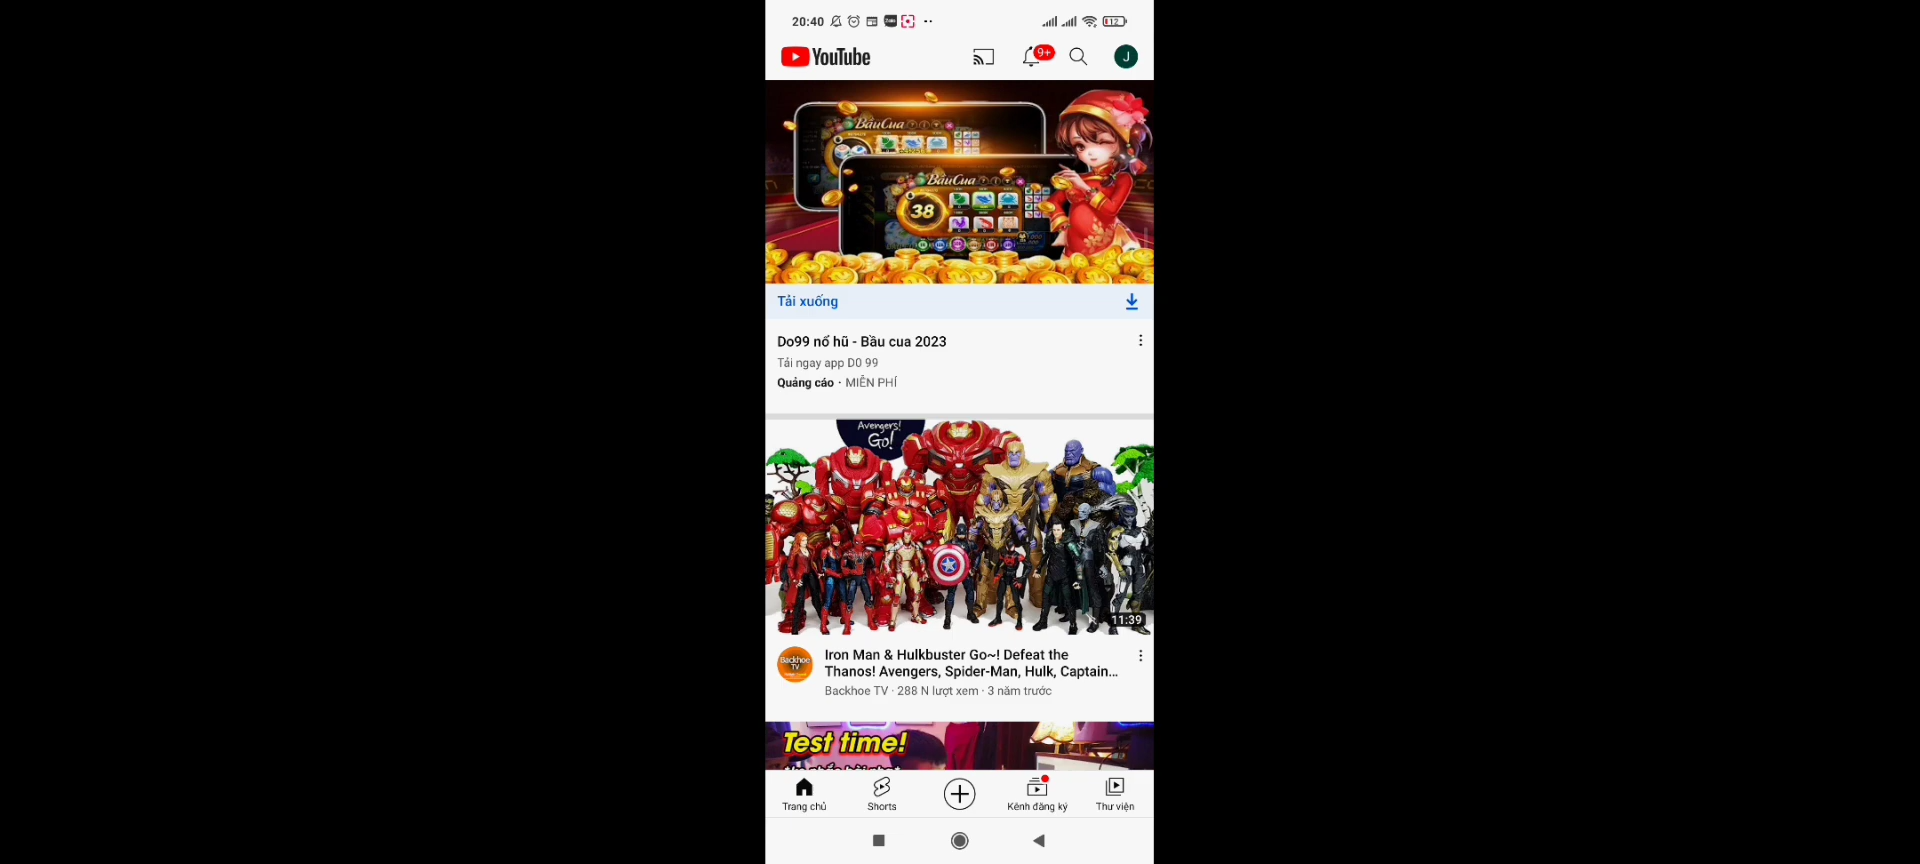 20:40
12
YouTube
9+
J
BầuCua
BầuCua
38
Tải xuống
Do99 nổ hũ - Bầu cua 2023
Tải ngay app D0 99
Quảng cáo · MIỄN PHÍ
Avengers!
Go!
11:39
Backhoe
TV
Iron Man & Hulkbuster Go~! Defeat the
Thanos! Avengers, Spider-Man, Hulk, Captain...
Backhoe TV · 288 N lượt xem · 3 năm trước
Test time!
Trang chủ
Shorts
Kênh đăng ký
Thư viện